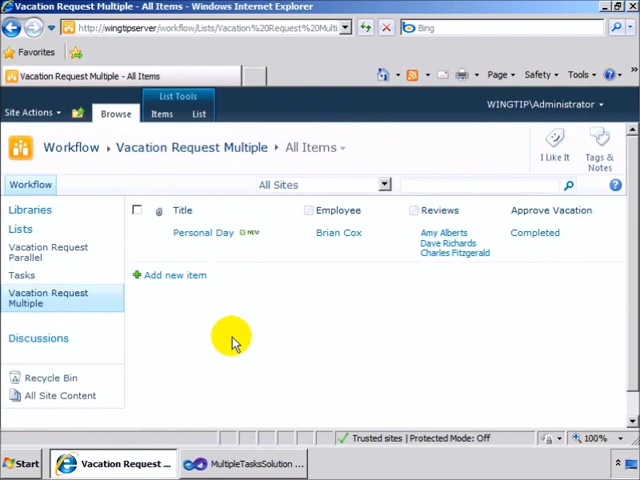 Vacation Request Multiple - All Items - Windows Internet Explorer
http://wingtipserver/workflow/Lists/Vacation%20Request%20Multi
Bing
Favorites
Vacation Request Multiple - All Items
Page
Safety
Tools
List Tools
Site Actions
Browse
Items
List
WINGTIP\Administrator
Workflow
Vacation Request Multiple
All Items
I Like It
Tags &
Notes
Workflow
All Sites
Libraries
Lists
Vacation Request
Parallel
Tasks
Vacation Request
Multiple
Discussions
Recycle Bin
All Site Content
Title
Employee
Reviews
Approve Vacation
Personal Day NEW
Brian Cox
Amy Alberts
Dave Richards
Charles Fitzgerald
Completed
Add new item
Trusted sites | Protected Mode: Off
100%
Start
Vacation Request ...
MultipleTasksSolution ...